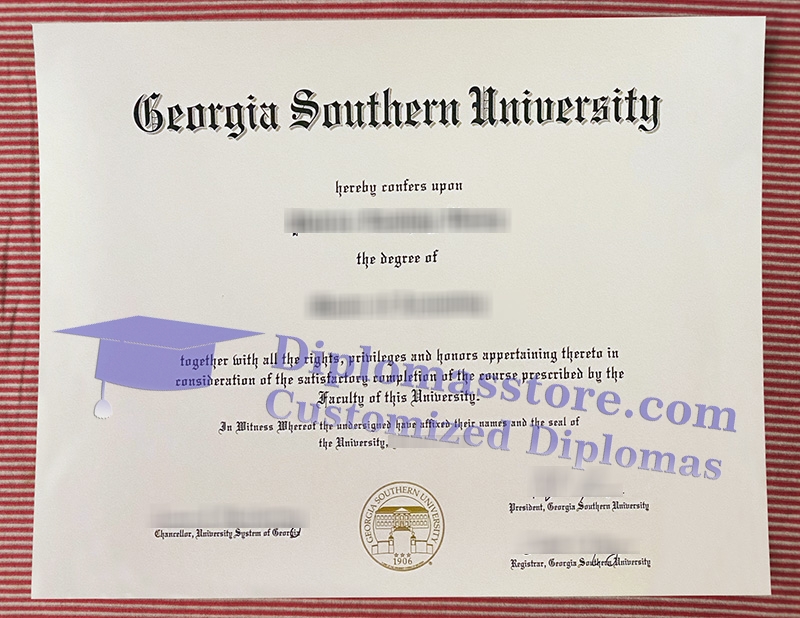 Georgia Southern University
hereby confers upon
the degree of
together with all the rights, privileges and honors appertaining thereto in
consideration of the satisfactory completion of the course prescribed by the
Faculty of this University.
In Witness Whereof the undersigned have affixed their names and the seal of
the University,
Diplomasstore.com
Customized Diplomas
President, Georgia Southern University
Chancellor, University System of Georgia
GEORGIA SOUTHERN UNIVERSITY
1906
Registrar, Georgia Southern University